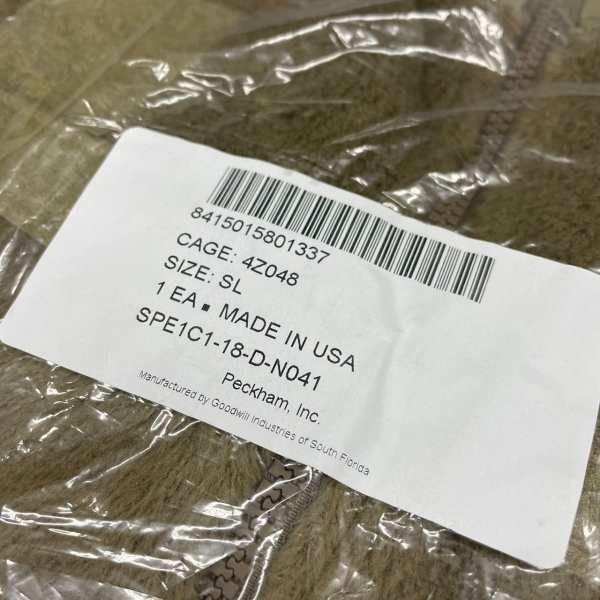 8415015801337
CAGE: 4Z048
SIZE: SL
1 EA▪ MADE IN USA
SPE1C1-18-D-N041
Peckham, Inc.
Manufactured by Goodwill Industries of South Florida